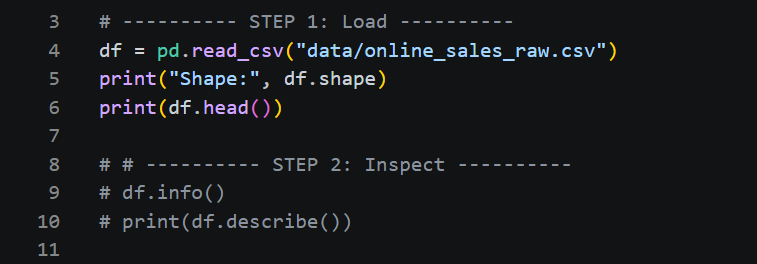 3 # ---------- STEP 1: Load ----------
4 df = pd.read_csv("data/online_sales_raw.csv")
5 print("Shape:", df.shape)
6 print(df.head())
7
8 # # ---------- STEP 2: Inspect ----------
9 # df.info()
10 # print(df.describe())
11